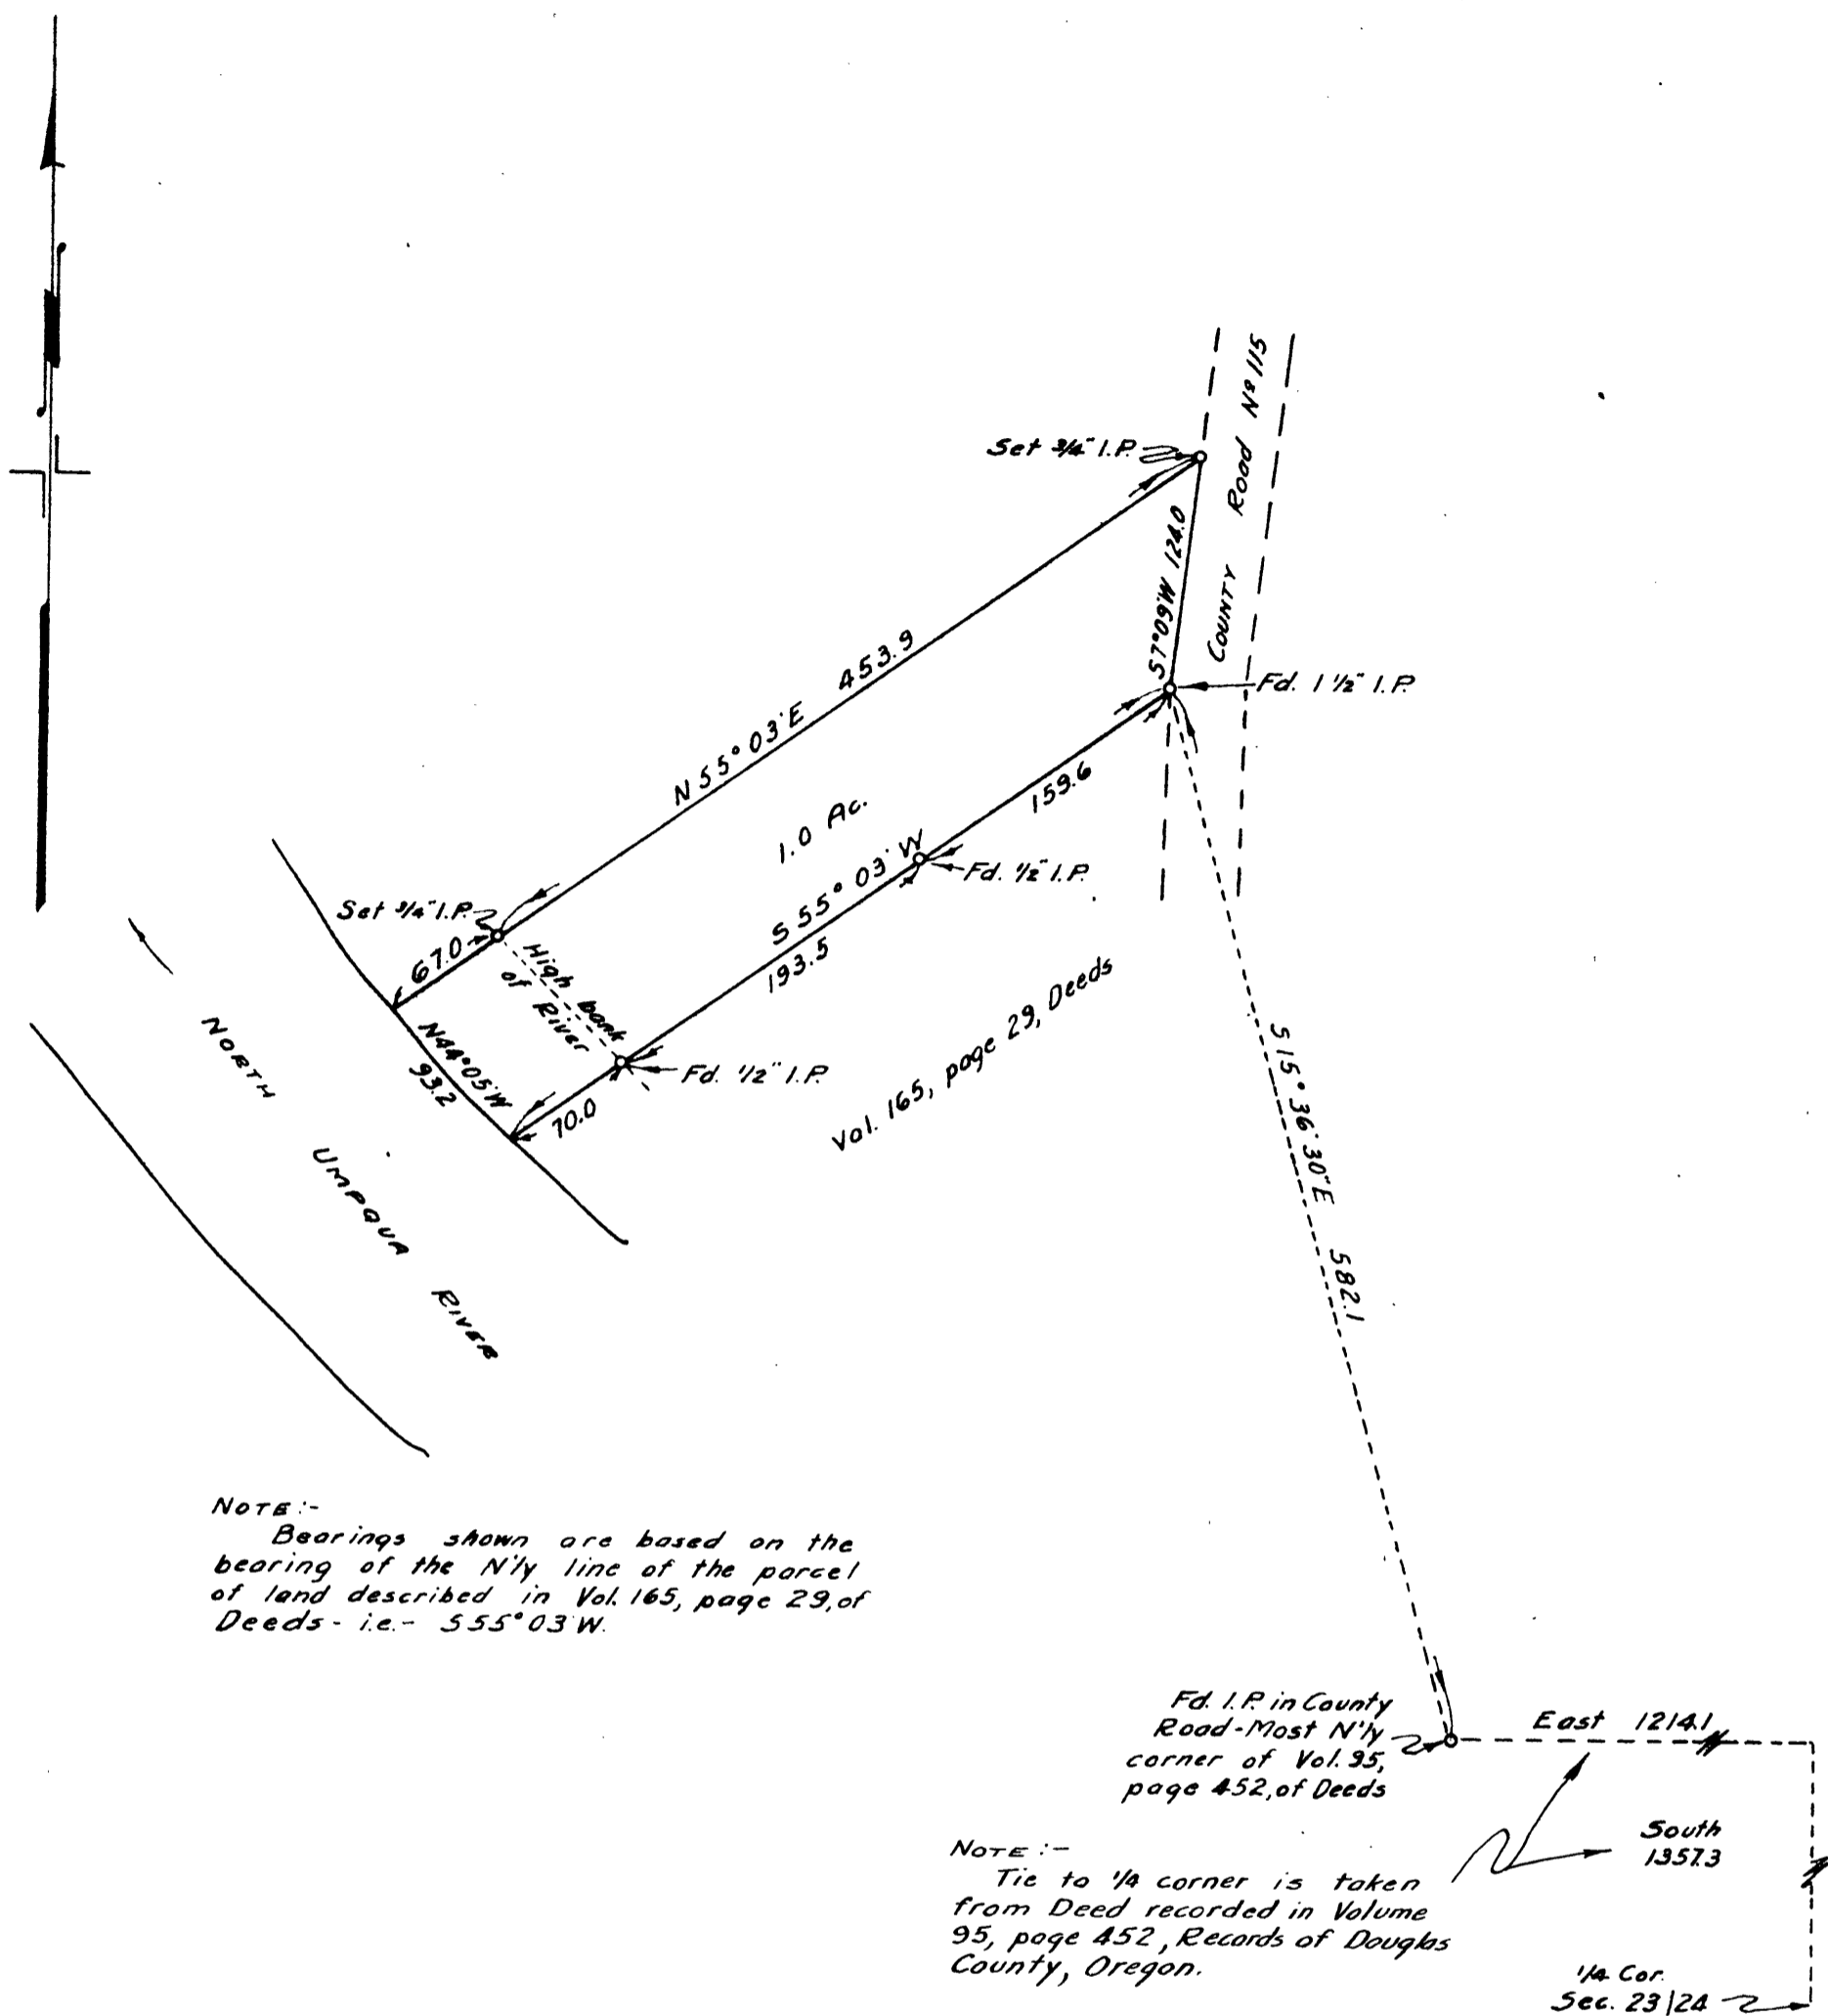 COUNTY Road No 115
Set 3/4" I.P.
S7°09'W 124.0
Fd. 1 1/2" I.P.
N 55° 03' E 453.9
159.6
1.0 Ac.
S 55° 03' W
193.5
Fd. 1/2" I.P.
Set 3/4" I.P.
67.0
High bank
of River
N44°05'W
93.2
Fd. 1/2" I.P.
70.0
Vol. 165, page 29, Deeds
NORTH UMPQUA RIVER
S 15° 36' 30" E 582.1
NOTE :-
Bearings shown are based on the
bearing of the N'ly line of the parcel
of land described in Vol. 165, page 29, of
Deeds - i.e. - S55° 03' W.
Fd. I.P. in County
Road - Most N'ly
corner of Vol. 95,
page 452, of Deeds
East 1214.1
South
1357.3
NOTE :-
Tie to 1/4 corner is taken
from Deed recorded in Volume
95, page 452, Records of Douglas
County, Oregon.
1/4 Cor.
Sec. 23|24